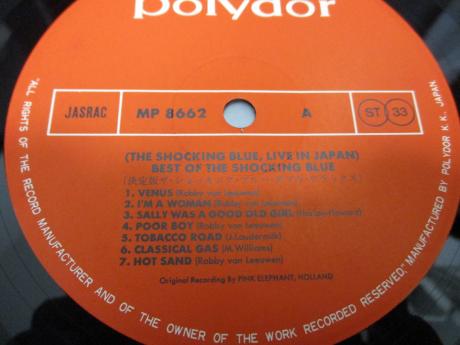 polydor
JASRAC MP 8662 A ST 33
(THE SHOCKING BLUE, LIVE IN JAPAN)
BEST OF THE SHOCKING BLUE
1. VENUS (Robby van Leeuwen)
2. I'M A WOMAN (Robby van Leeuwen)
3. SALLY WAS A GOOD OLD GIRL
4. POOR BOY (Robby van Leeuwen)
5. TOBACCO ROAD (J.Loudermilk)
6. CLASSICAL GAS (M.Williams)
7. HOT SAND (Robby van Leeuwen)
Original Recording By PINK ELEPHANT, HOLLAND
"ALL RIGHTS OF THE RECORD MANUFACTURER AND OF THE OWNER OF THE WORK RECORDED RESERVED" MANUFACTURED BY POLYDOR K.K. JAPAN.